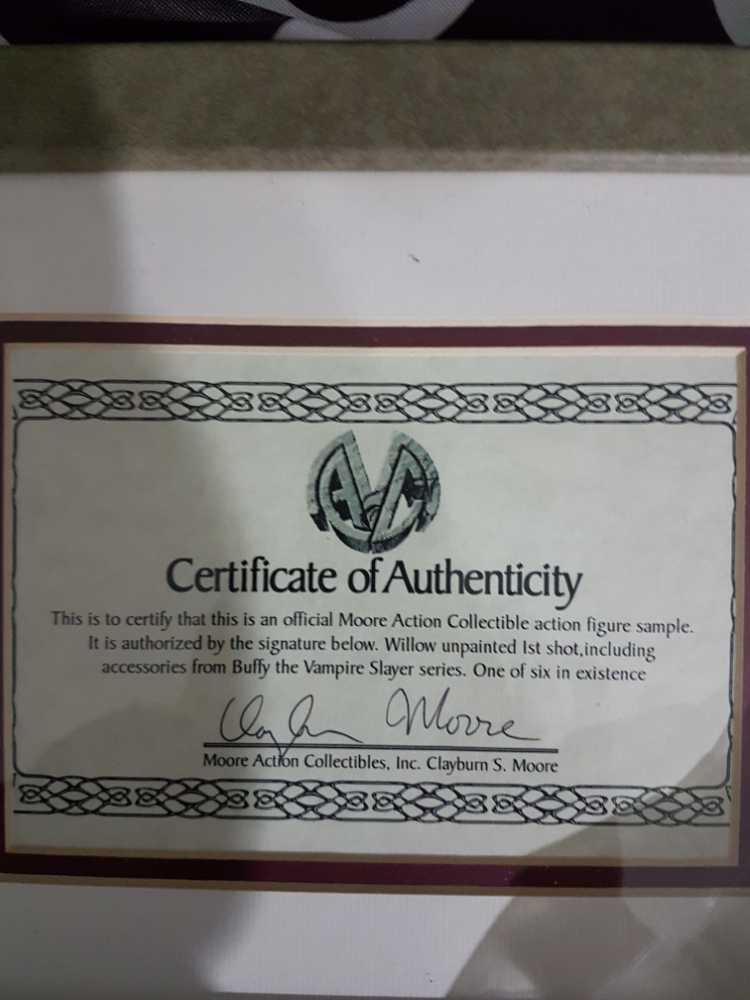 Certificate of Authenticity
This is to certify that this is an official Moore Action Collectible action figure sample.
It is authorized by the signature below. Willow unpainted 1st shot,including
accessories from Buffy the Vampire Slayer series. One of six in existence
Clayburn Moore
Moore Action Collectibles, Inc. Clayburn S. Moore